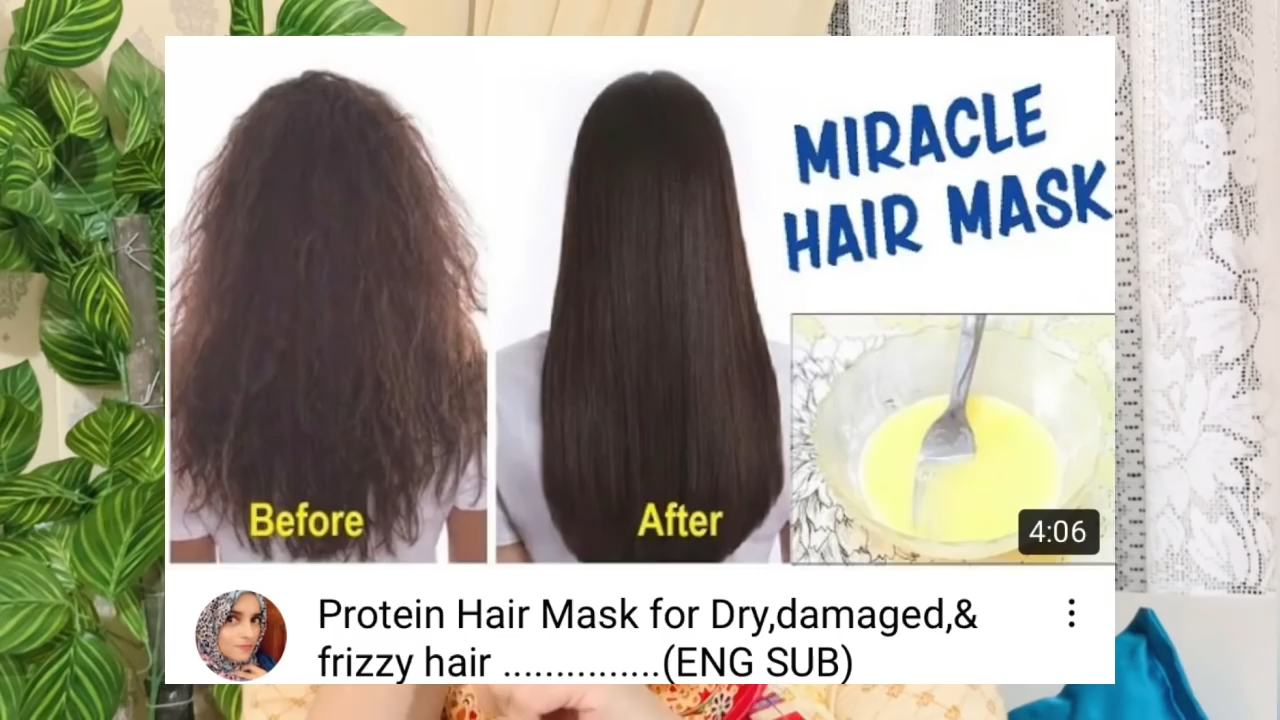 MIRACLE
HAIR MASK
Before
After
4:06
Protein Hair Mask for Dry,damaged,&
frizzy hair ...............(ENG SUB)